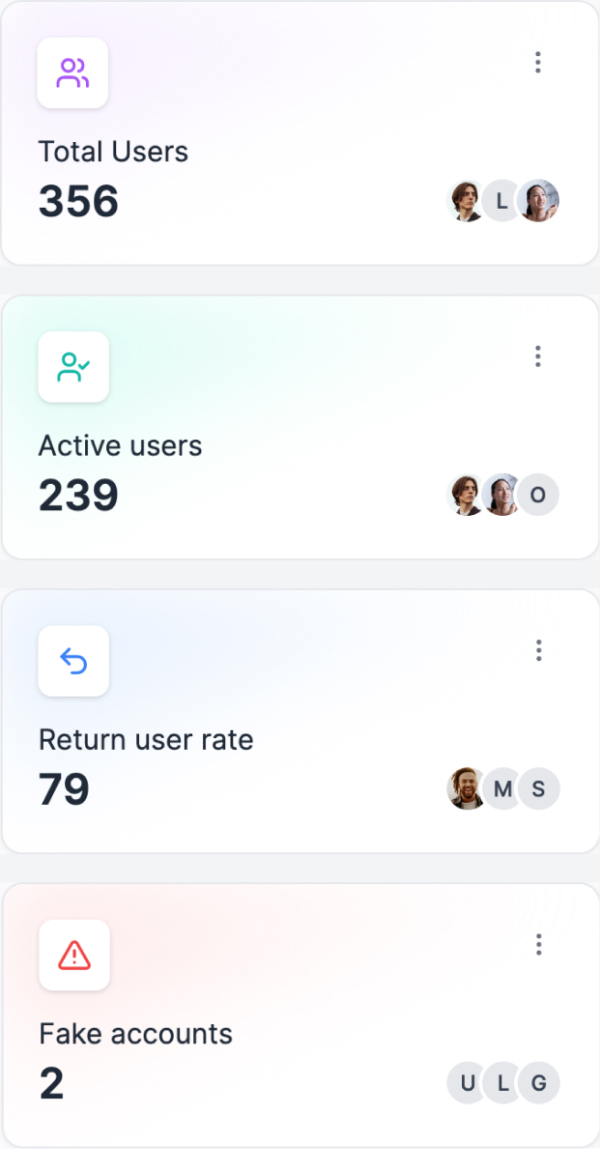 Total Users
356
L
Active users
239
O
Return user rate
79
M S
Fake accounts
2
U L G